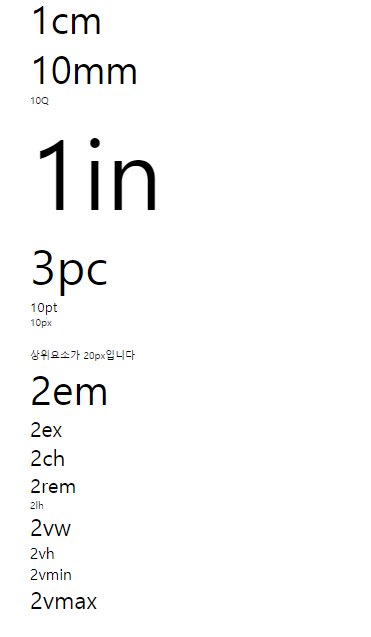 1cm
10mm
10Q
1in
3pc
10pt
10px
상위요소가 20px입니다
2em
2ex
2ch
2rem
2lh
2vw
2vh
2vmin
2vmax